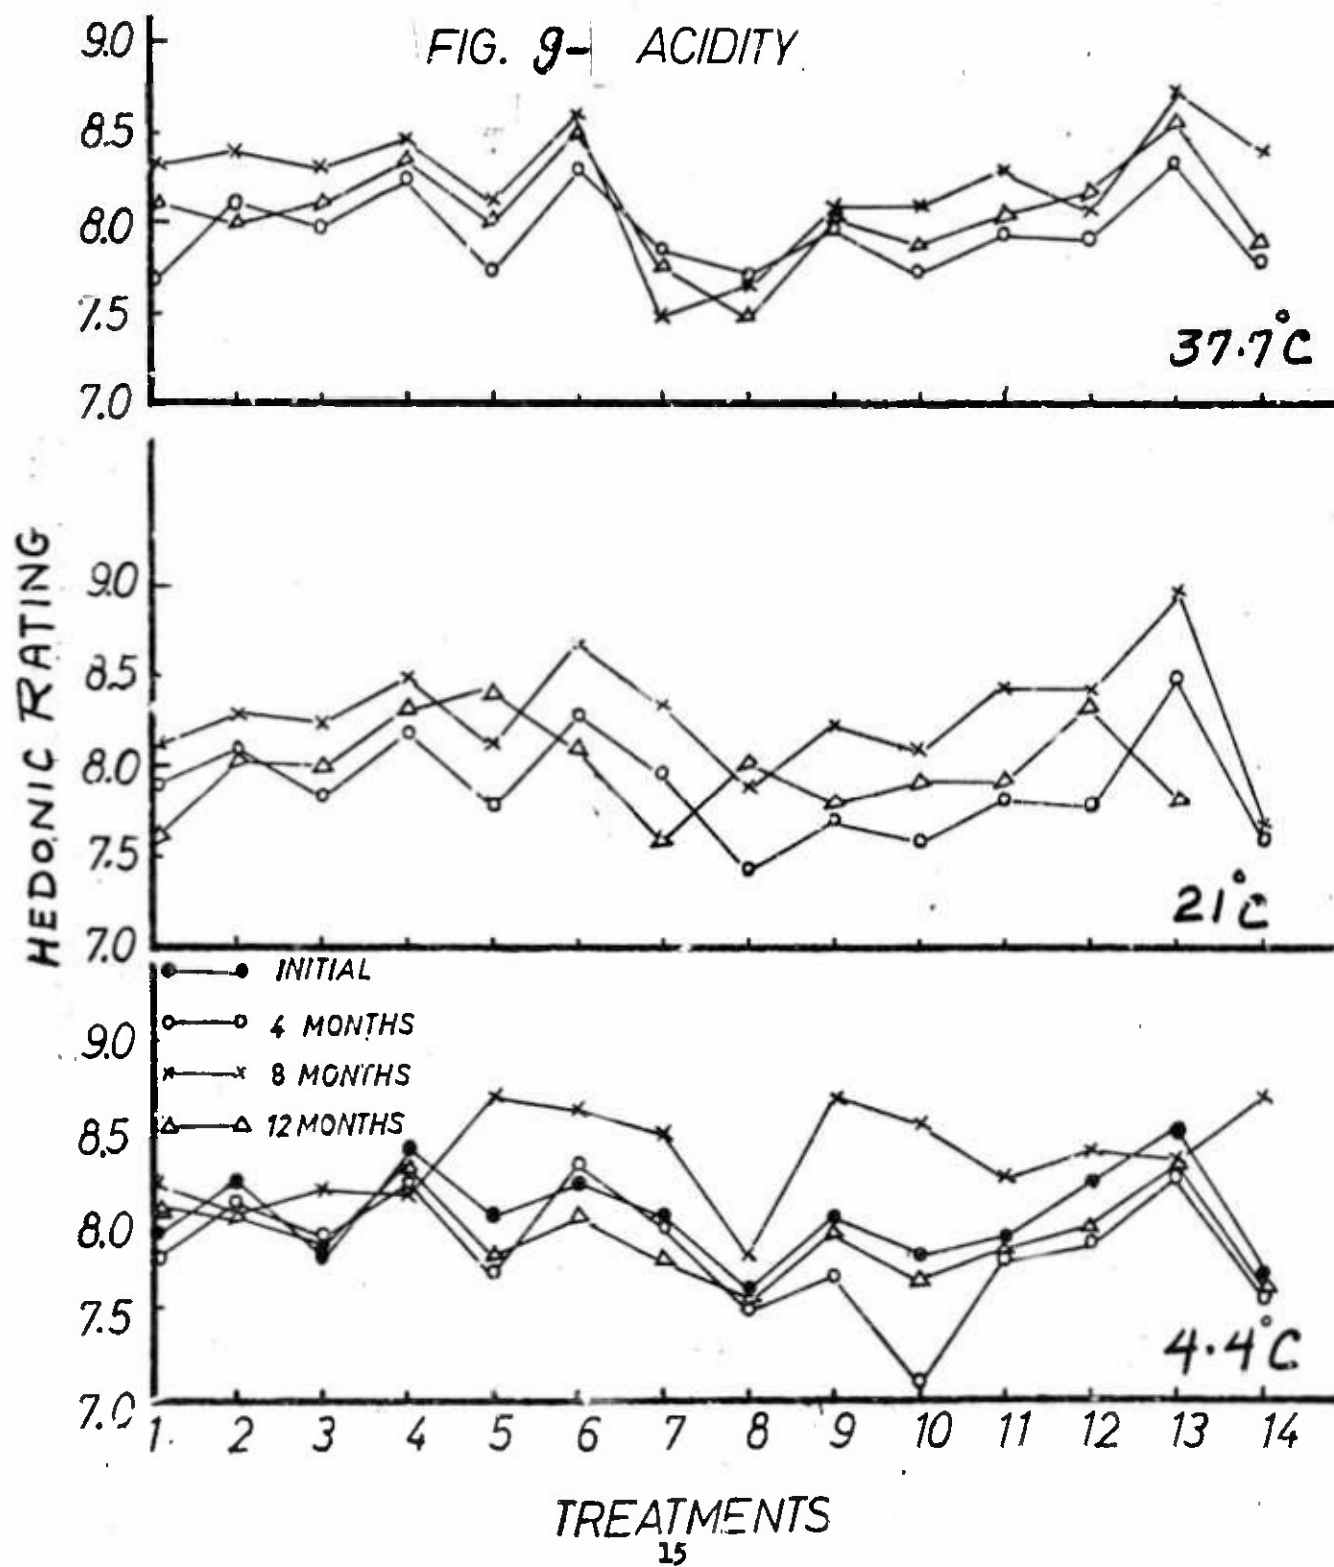 FIG. 9- ACIDITY
9.0
8.5
8.0
7.5
7.0
37.7°C
HEDONIC RATING
9.0
8.5
8.0
7.5
7.0
21°C
INITIAL
4 MONTHS
8 MONTHS
12 MONTHS
9.0
8.5
8.0
7.5
7.0
4.4°C
1 2 3 4 5 6 7 8 9 10 11 12 13 14
TREATMENTS
15